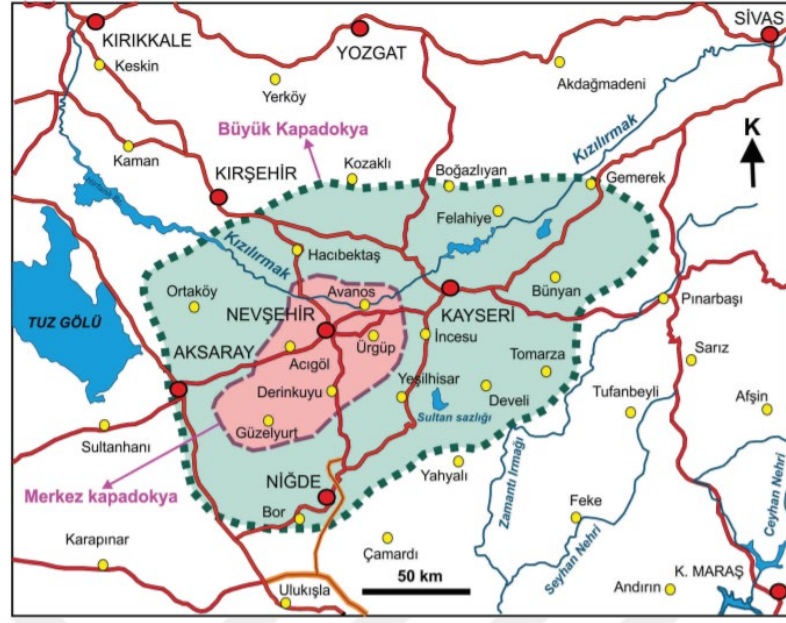 SİVAS
KIRIKKALE
YOZGAT
Keskin
Akdağmadeni
Yerköy
Büyük Kapadokya
Kızılırmak
K
Kaman
Kozaklı
KIRŞEHİR
Boğazlıyan
Gemerek
Felahiye
Kızılırmak
Hacıbektaş
Ortaköy
Avanos
Bünyan
NEVŞEHİR
KAYSERİ
Pınarbaşı
TUZ GÖLÜ
Ürgüp
İncesu
AKSARAY
Acıgöl
Tomarza
Sarız
Derinkuyu
Yeşilhisar
Develi
Tufanbeyli
Afşin
Sultan sazlığı
Sultanhanı
Güzelyurt
Yahyalı
Merkez kapadokya
NİĞDE
Zamantı Irmağı
Bor
Feke
Ceyhan Nehri
Karapınar
Çamardı
Seyhan Nehri
K. MARAŞ
50 km
Ulukışla
Andırın